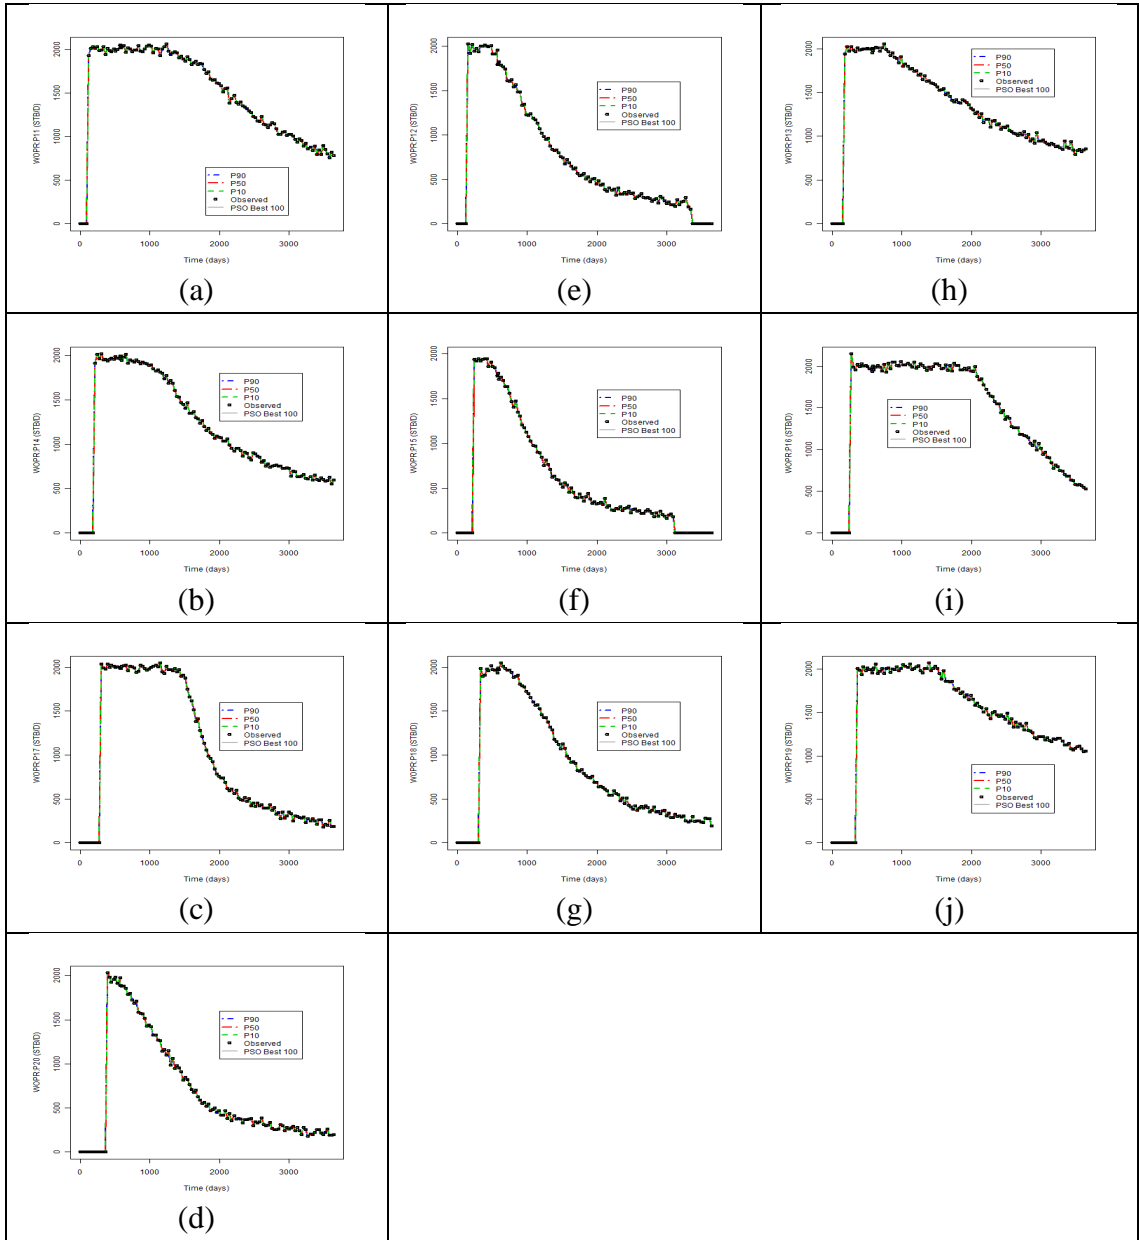 WOPR:P11 (STB/D)
2000
1500
1000
500
0
P90
P50
P10
Observed
PSO Best 100
0 1000 2000 3000
Time (days)
(a)
WOPR:P12 (STB/D)
2000
1500
1000
500
0
P90
P50
P10
Observed
PSO Best 100
0 1000 2000 3000
Time (days)
(e)
WOPR:P13 (STB/D)
2000
1500
1000
500
0
P90
P50
P10
Observed
PSO Best 100
0 1000 2000 3000
Time (days)
(h)
WOPR:P14 (STB/D)
2000
1500
1000
500
0
P90
P50
P10
Observed
PSO Best 100
0 1000 2000 3000
Time (days)
(b)
WOPR:P15 (STB/D)
2000
1500
1000
500
0
P90
P50
P10
Observed
PSO Best 100
0 1000 2000 3000
Time (days)
(f)
WOPR:P16 (STB/D)
2000
1500
1000
500
0
P90
P50
P10
Observed
PSO Best 100
0 1000 2000 3000
Time (days)
(i)
WOPR:P17 (STB/D)
2000
1500
1000
500
0
P90
P50
P10
Observed
PSO Best 100
0 1000 2000 3000
Time (days)
(c)
WOPR:P18 (STB/D)
2000
1500
1000
500
0
P90
P50
P10
Observed
PSO Best 100
0 1000 2000 3000
Time (days)
(g)
WOPR:P19 (STB/D)
2000
1500
1000
500
0
P90
P50
P10
Observed
PSO Best 100
0 1000 2000 3000
Time (days)
(j)
WOPR:P20 (STB/D)
2000
1500
1000
500
0
P90
P50
P10
Observed
PSO Best 100
0 1000 2000 3000
Time (days)
(d)